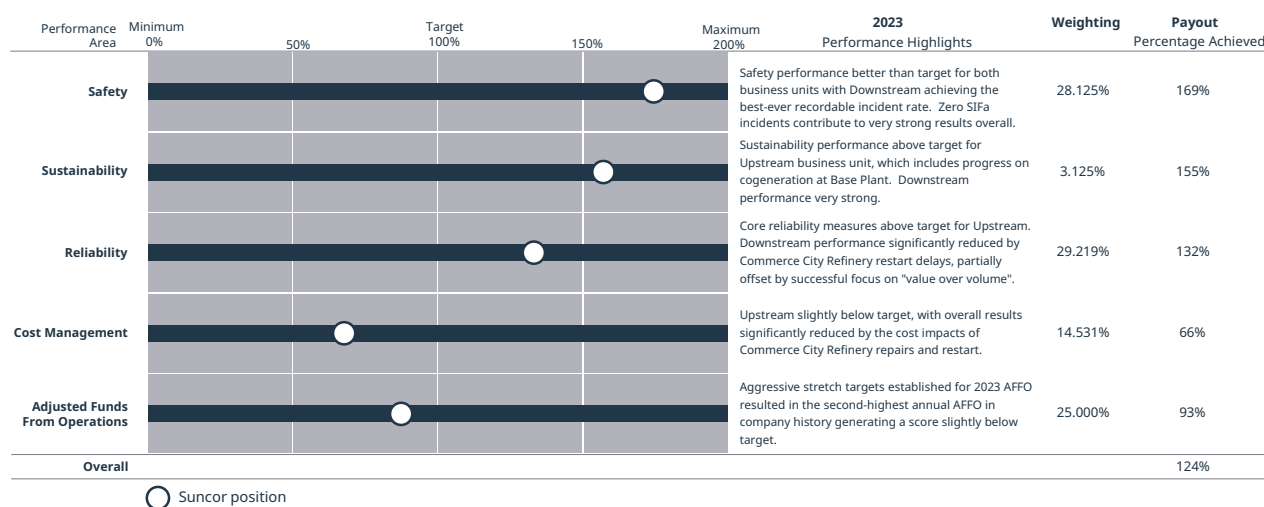 Performance Area
Minimum 0%
50%
Target 100%
150%
Maximum 200%
2023
Performance Highlights
Weighting
Payout
Percentage Achieved
Safety
Safety performance better than target for both
business units with Downstream achieving the
best-ever recordable incident rate.  Zero SIFa
incidents contribute to very strong results overall.
28.125%
169%
Sustainability
Sustainability performance above target for
Upstream business unit, which includes progress on
cogeneration at Base Plant.  Downstream
performance very strong.
3.125%
155%
Reliability
Core reliability measures above target for Upstream.
Downstream performance significantly reduced by
Commerce City Refinery restart delays, partially
offset by successful focus on "value over volume".
29.219%
132%
Cost Management
Upstream slightly below target, with overall results
significantly reduced by the cost impacts of
Commerce City Refinery repairs and restart.
14.531%
66%
Adjusted Funds
From Operations
Aggressive stretch targets established for 2023 AFFO
resulted in the second-highest annual AFFO in
company history generating a score slightly below
target.
25.000%
93%
Overall
124%
Suncor position